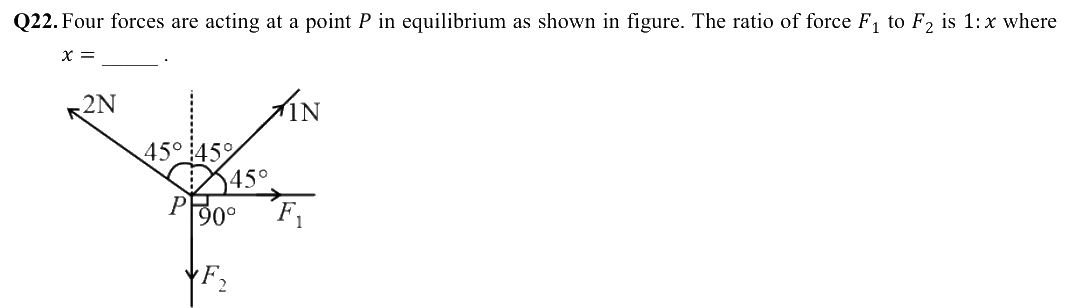 Q22. Four forces are acting at a point P in equilibrium as shown in figure. The ratio of force F₁ to F₂ is 1: x where
x = _____ .
2N
1N
45° 45°
45°
P 90° F₁
F₂